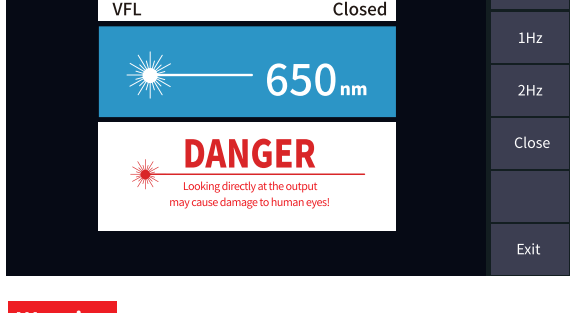 VFL Closed
1Hz
650nm
2Hz
DANGER
Close
Looking directly at the output
may cause damage to human eyes!
Exit